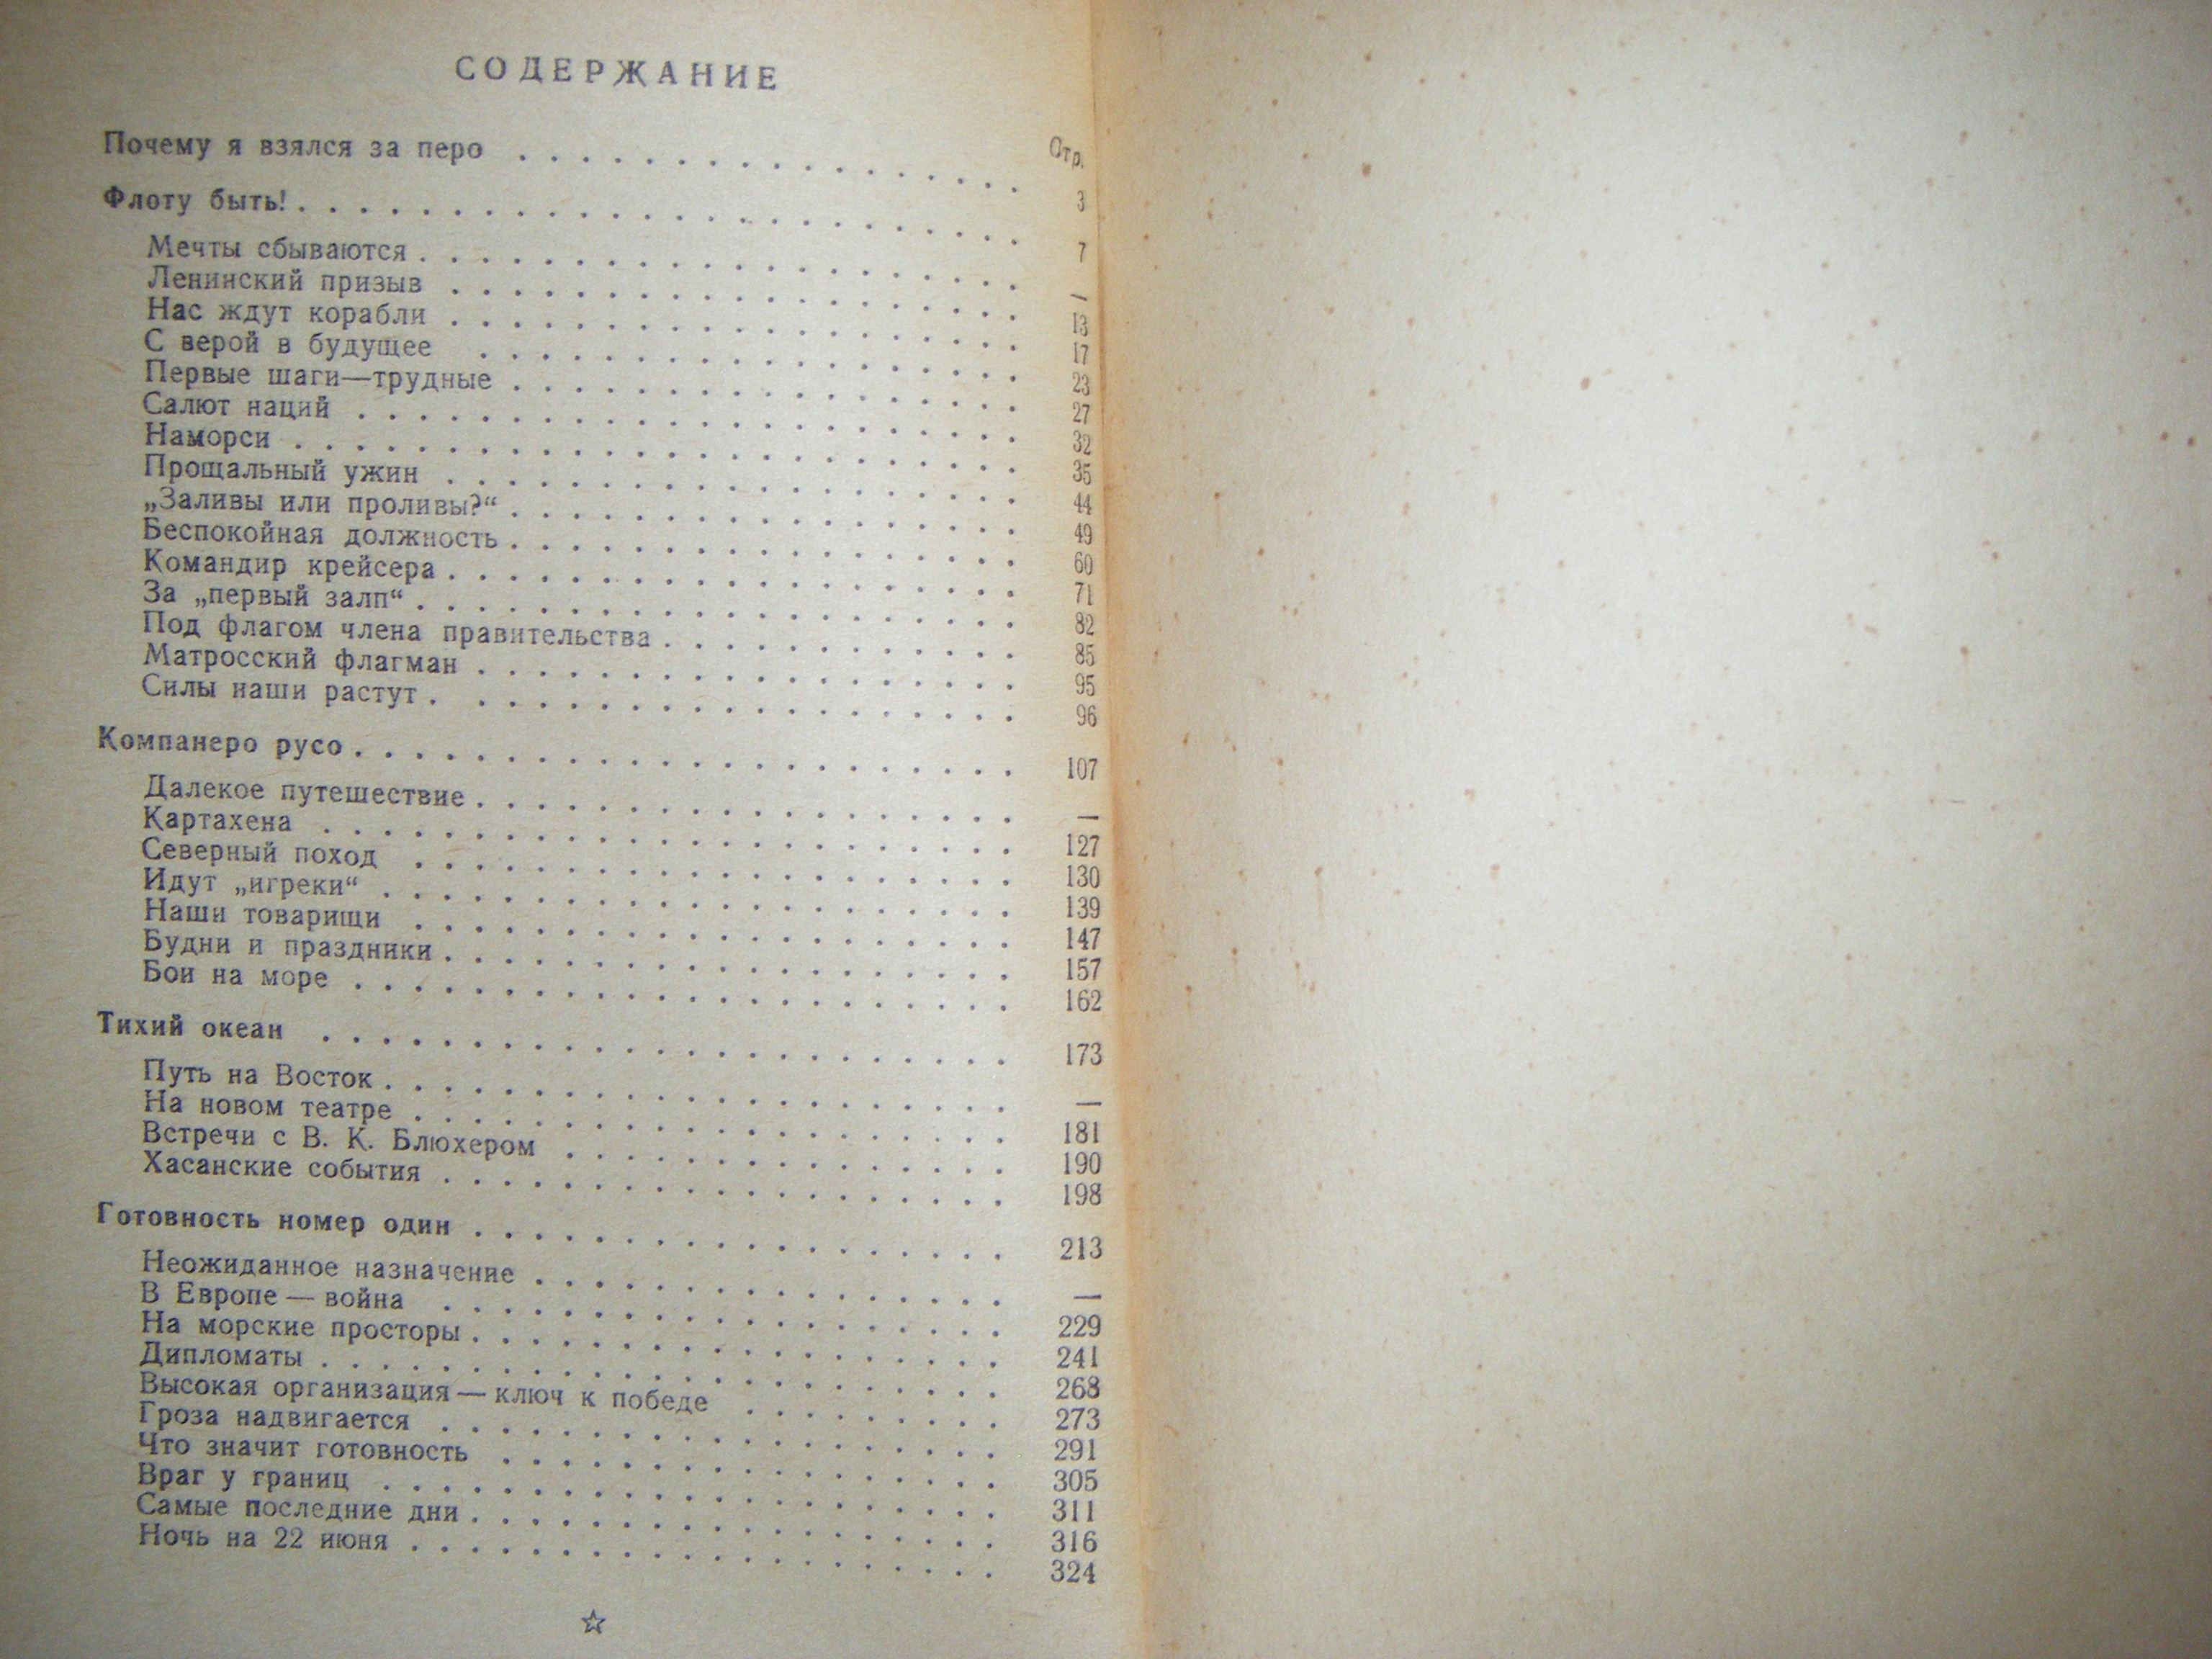 СОДЕРЖАНИЕ
Стр.
Почему я взялся за перо . . . . . . . . . . . . . . . . . 3
Флоту быть! . . . . . . . . . . . . . . . . . . . . . . . . 7
Мечты сбываются . . . . . . . . . . . . . . . . . . . . —
Ленинский призыв . . . . . . . . . . . . . . . . . . . 13
Нас ждут корабли . . . . . . . . . . . . . . . . . . . 17
С верой в будущее . . . . . . . . . . . . . . . . . . 23
Первые шаги—трудные . . . . . . . . . . . . . . . . . 27
Салют наций . . . . . . . . . . . . . . . . . . . . . . 32
Наморси . . . . . . . . . . . . . . . . . . . . . . . . 35
Прощальный ужин . . . . . . . . . . . . . . . . . . . 44
„Заливы или проливы?“ . . . . . . . . . . . . . . . . . 49
Беспокойная должность . . . . . . . . . . . . . . . . . 60
Командир крейсера . . . . . . . . . . . . . . . . . . . 71
За „первый залп“ . . . . . . . . . . . . . . . . . . . . 82
Под флагом члена правительства . . . . . . . . . . . . 85
Матросский флагман . . . . . . . . . . . . . . . . . . 95
Силы наши растут . . . . . . . . . . . . . . . . . . . 96
Компанеро русо . . . . . . . . . . . . . . . . . . . . . . 107
Далекое путешествие . . . . . . . . . . . . . . . . . . —
Картахена . . . . . . . . . . . . . . . . . . . . . . . 127
Северный поход . . . . . . . . . . . . . . . . . . . . 130
Идут „игреки“ . . . . . . . . . . . . . . . . . . . . . 139
Наши товарищи . . . . . . . . . . . . . . . . . . . . 147
Будни и праздники . . . . . . . . . . . . . . . . . . . 157
Бои на море . . . . . . . . . . . . . . . . . . . . . . 162
Тихий океан . . . . . . . . . . . . . . . . . . . . . . . 173
Путь на Восток . . . . . . . . . . . . . . . . . . . . . —
На новом театре . . . . . . . . . . . . . . . . . . . . 181
Встречи с В. К. Блюхером . . . . . . . . . . . . . . . 190
Хасанские события . . . . . . . . . . . . . . . . . . . 198
Готовность номер один . . . . . . . . . . . . . . . . . . 213
Неожиданное назначение . . . . . . . . . . . . . . . . —
В Европе — война . . . . . . . . . . . . . . . . . . . 229
На морские просторы . . . . . . . . . . . . . . . . . . 241
Дипломаты . . . . . . . . . . . . . . . . . . . . . . . 268
Высокая организация — ключ к победе . . . . . . . . . 273
Гроза надвигается . . . . . . . . . . . . . . . . . . . 291
Что значит готовность . . . . . . . . . . . . . . . . . 305
Враг у границ . . . . . . . . . . . . . . . . . . . . . 311
Самые последние дни . . . . . . . . . . . . . . . . . . 316
Ночь на 22 июня . . . . . . . . . . . . . . . . . . . . 324